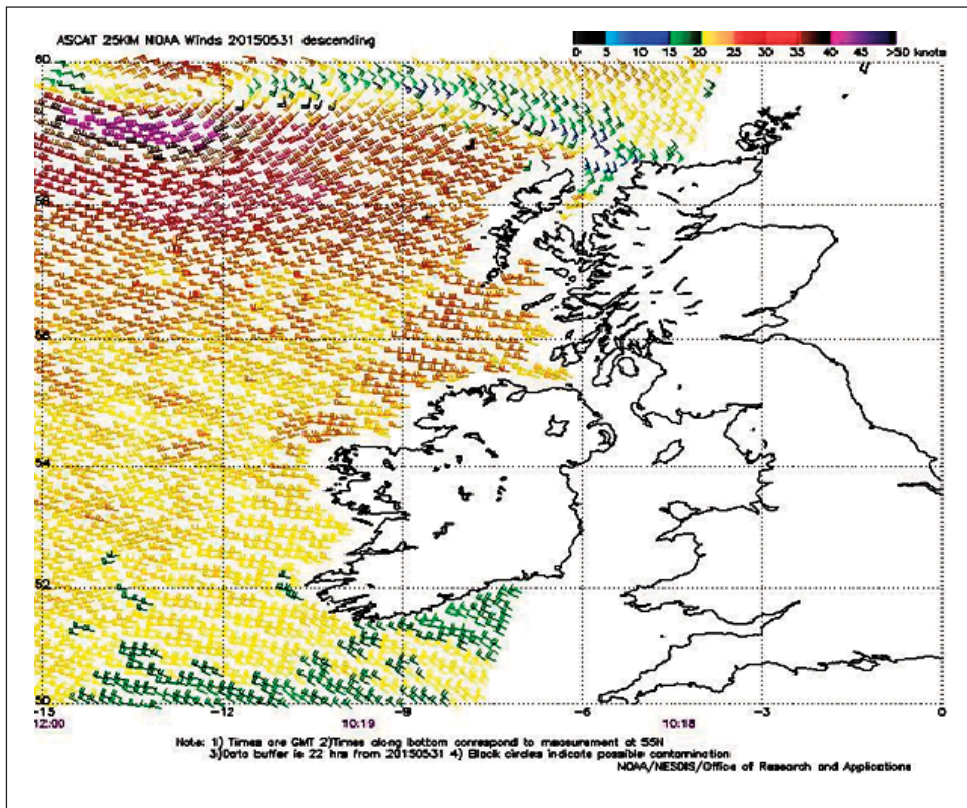 ASCAT 25KM NOAA Winds 20150531 descending
0 5 10 15 20 25 30 35 40 45 >50 knots
60
58
56
54
52
50
-15 -12 -9 -6 -3 0
12:00 10:19 10:18
Note: 1) Times are GMT 2)Times along bottom correspond to measurement at 55N
3)Data buffer is 22 hrs from 20150531 4) Black circles indicate possible contamination
NOAA/NESDIS/Office of Research and Applications